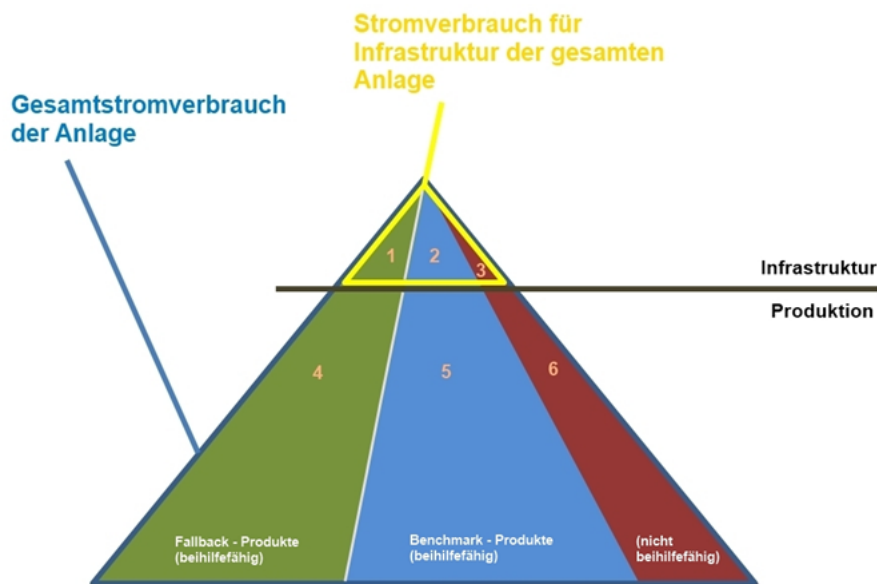 Stromverbrauch für
Infrastruktur der gesamten
Anlage
Gesamtstromverbrauch
der Anlage
1
2
3
Infrastruktur
Produktion
4
5
6
Fallback - Produkte
(beihilfefähig)
Benchmark - Produkte
(beihilfefähig)
(nicht
beihilfefähig)